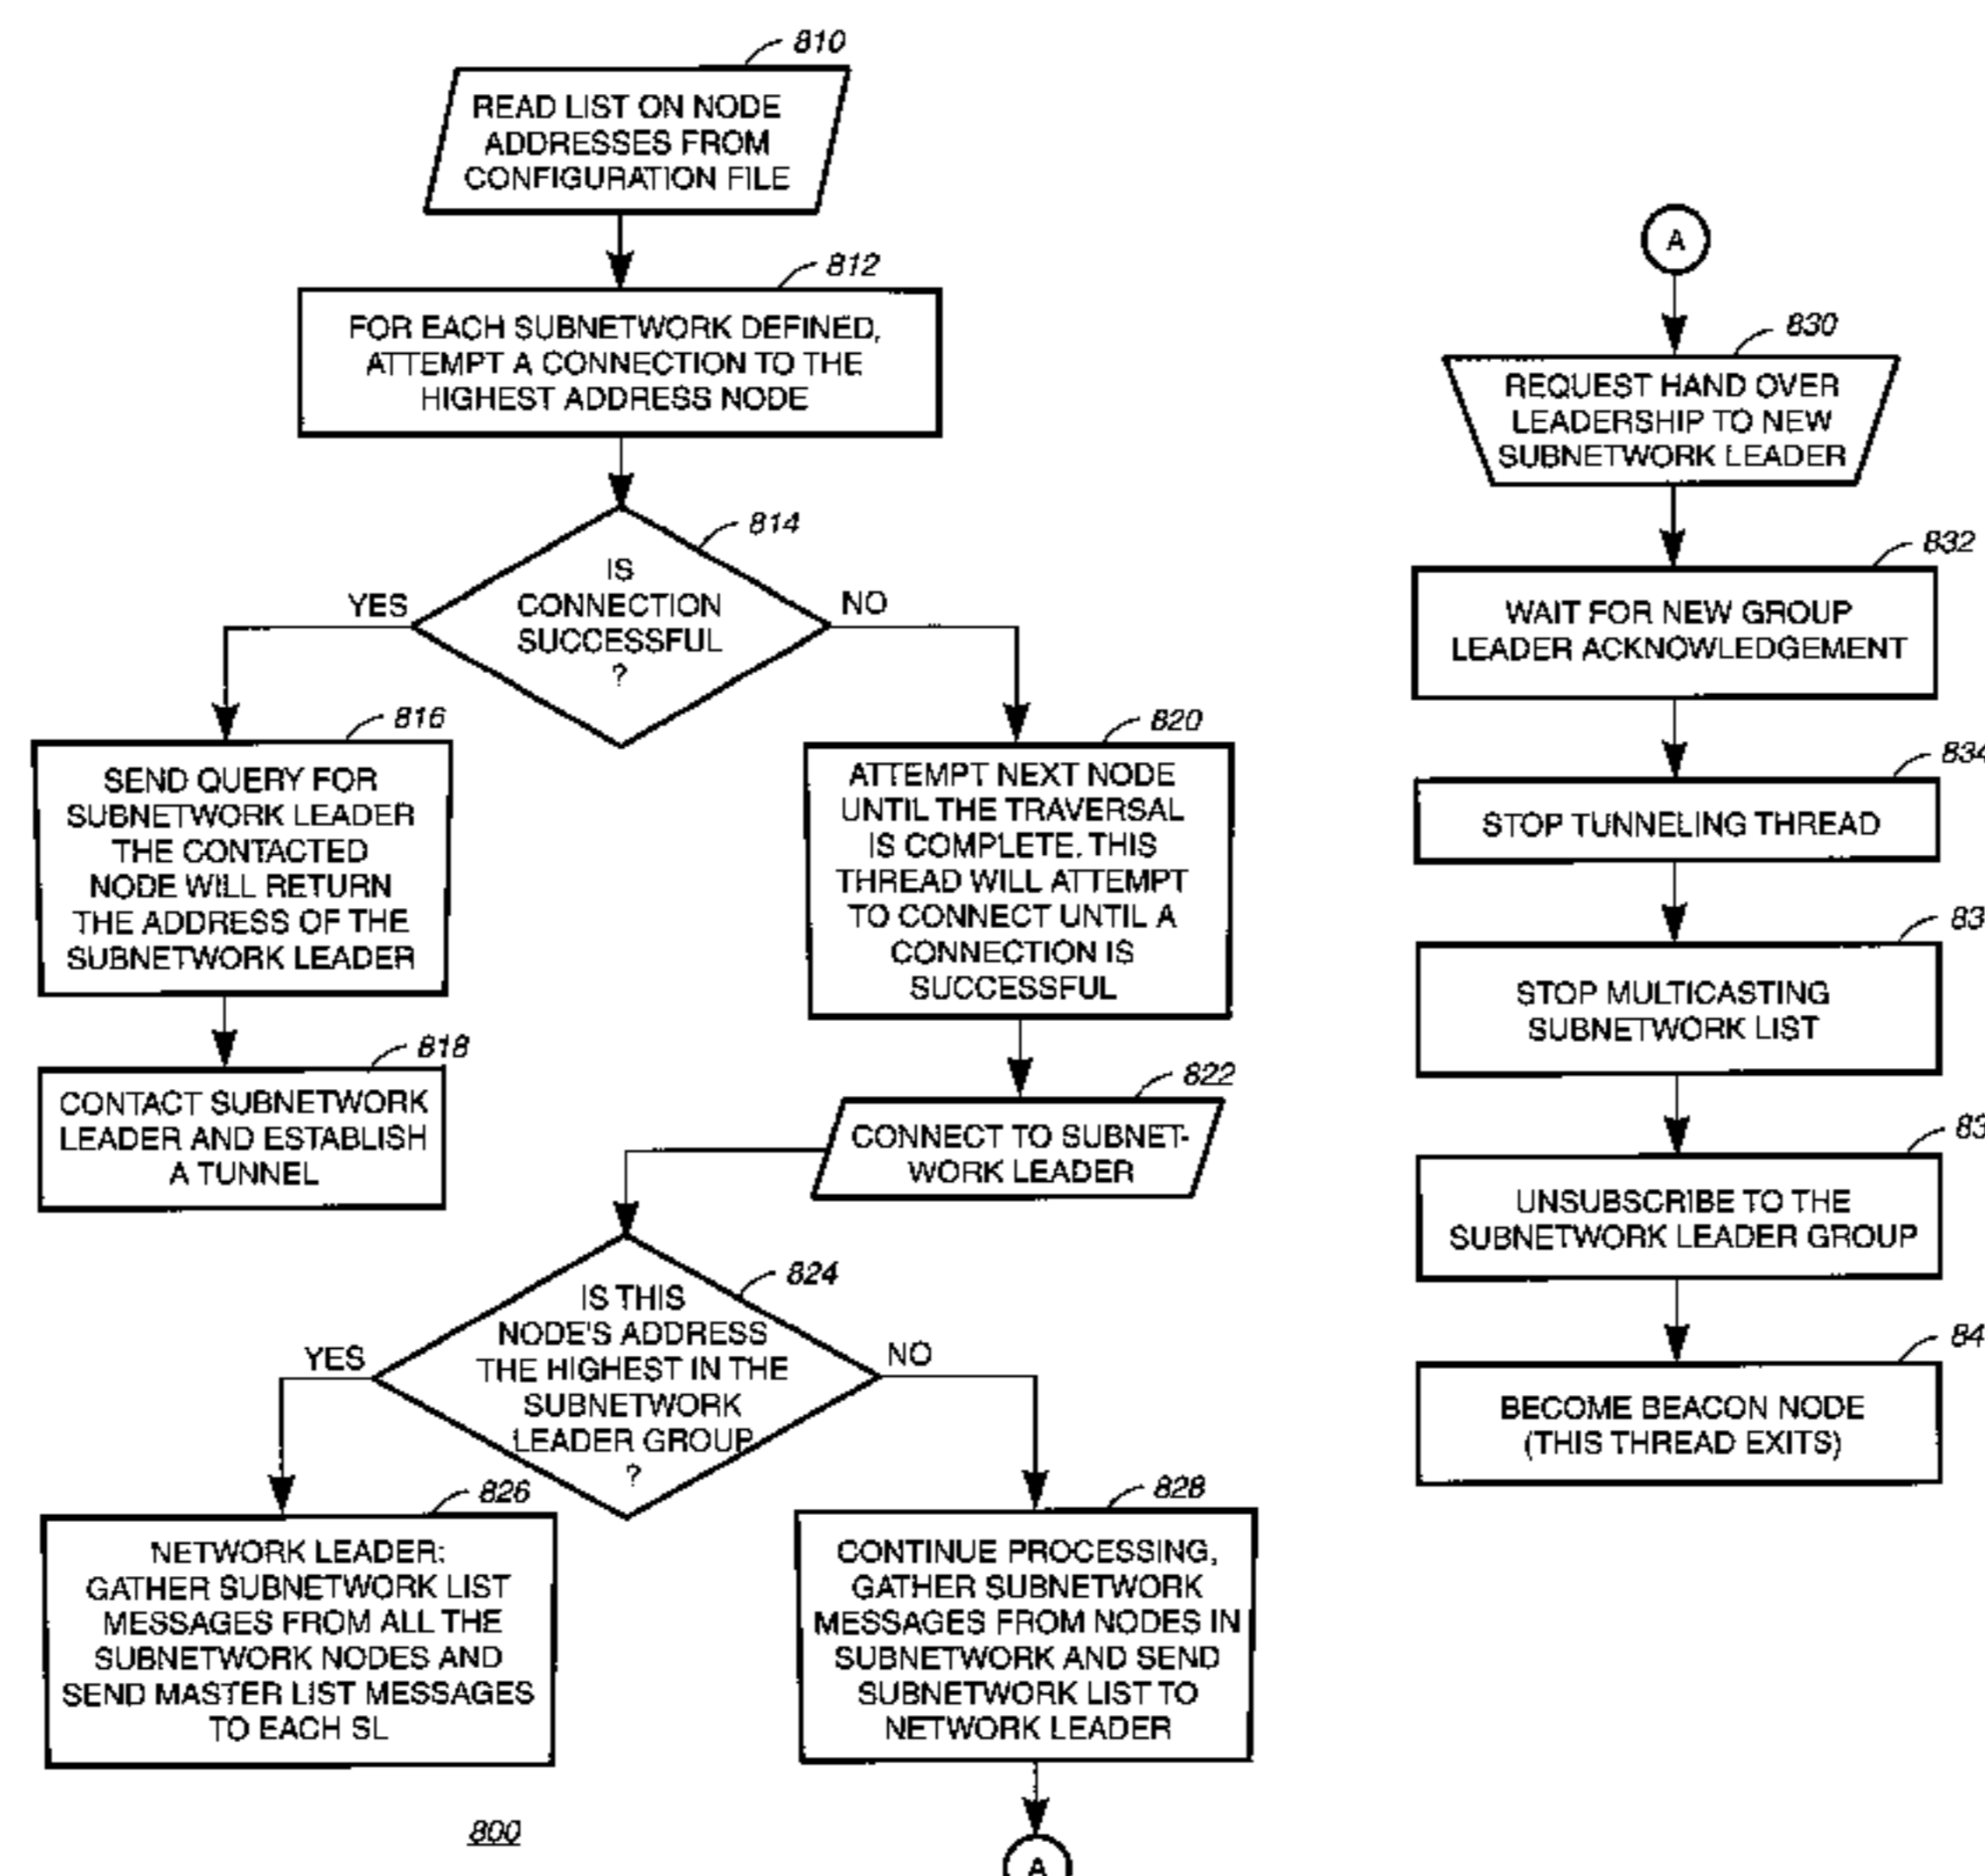 810
READ LIST ON NODE
ADDRESSES FROM
CONFIGURATION FILE
812
FOR EACH SUBNETWORK DEFINED,
ATTEMPT A CONNECTION TO THE
HIGHEST ADDRESS NODE
814
IS
CONNECTION
SUCCESSFUL
?
YES
NO
816
SEND QUERY FOR
SUBNETWORK LEADER
THE CONTACTED
NODE WILL RETURN
THE ADDRESS OF THE
SUBNETWORK LEADER
818
CONTACT SUBNETWORK
LEADER AND ESTABLISH
A TUNNEL
820
ATTEMPT NEXT NODE
UNTIL THE TRAVERSAL
IS COMPLETE. THIS
THREAD WILL ATTEMPT
TO CONNECT UNTIL A
CONNECTION IS
SUCCESSFUL
822
CONNECT TO SUBNET-
WORK LEADER
824
IS THIS
NODE'S ADDRESS
THE HIGHEST IN THE
SUBNETWORK
LEADER GROUP
?
YES
NO
826
NETWORK LEADER:
GATHER SUBNETWORK LIST
MESSAGES FROM ALL THE
SUBNETWORK NODES AND
SEND MASTER LIST MESSAGES
TO EACH SL
828
CONTINUE PROCESSING,
GATHER SUBNETWORK
MESSAGES FROM NODES IN
SUBNETWORK AND SEND
SUBNETWORK LIST TO
NETWORK LEADER
A
800
A
830
REQUEST HAND OVER
LEADERSHIP TO NEW
SUBNETWORK LEADER
832
WAIT FOR NEW GROUP
LEADER ACKNOWLEDGEMENT
834
STOP TUNNELING THREAD
83
STOP MULTICASTING
SUBNETWORK LIST
83
UNSUBSCRIBE TO THE
SUBNETWORK LEADER GROUP
84
BECOME BEACON NODE
(THIS THREAD EXITS)